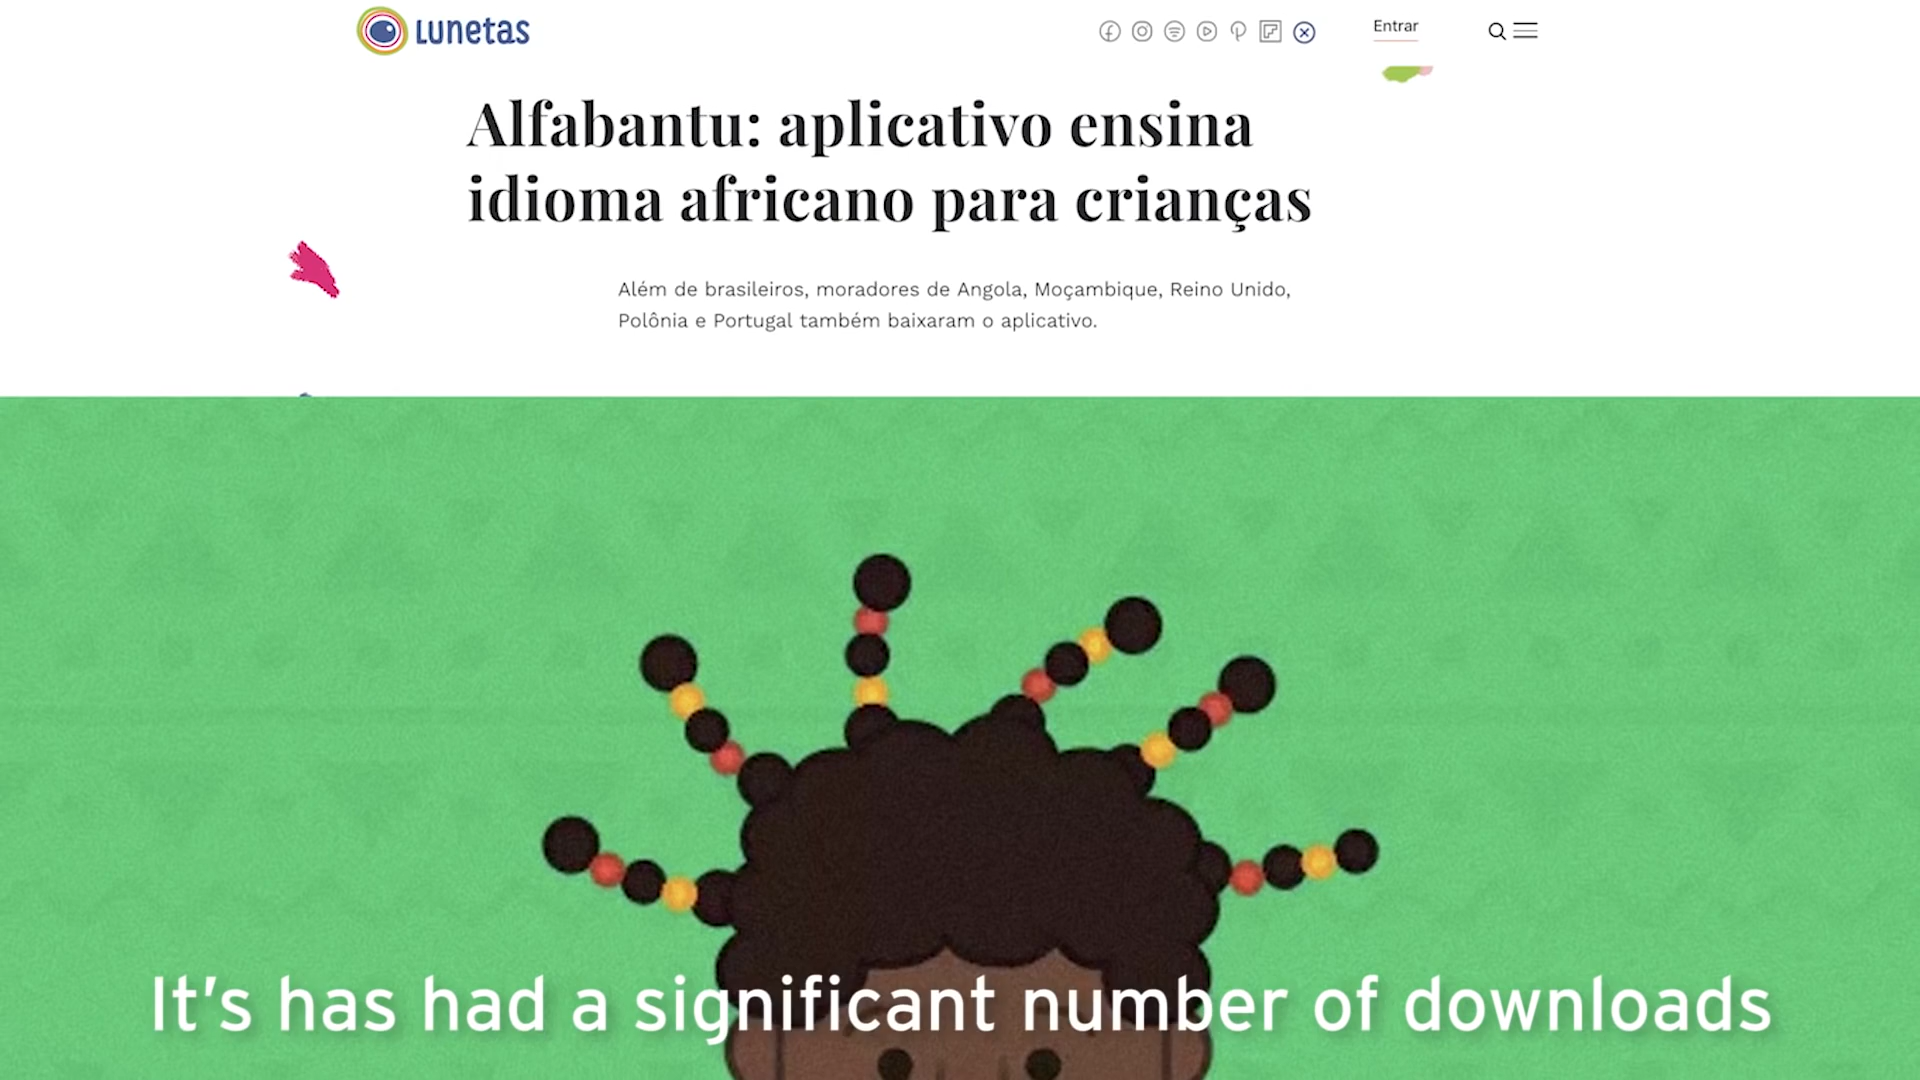 Lunetas
Entrar
Alfabantu: aplicativo ensina
idioma africano para crianças
Além de brasileiros, moradores de Angola, Moçambique, Reino Unido,
Polônia e Portugal também baixaram o aplicativo.
It's has had a significant number of downloads